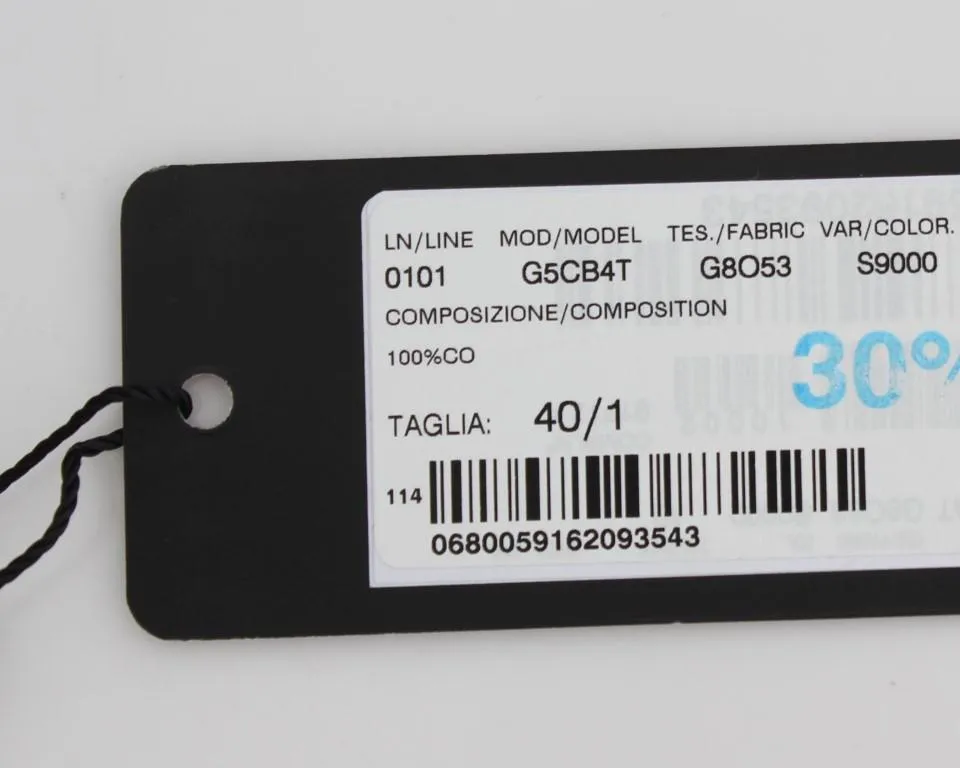 LN/LINE MOD/MODEL TES./FABRIC VAR/COLOR.
0101 G5CB4T G8O53 S9000
COMPOSIZIONE/COMPOSITION
100%CO
30%
TAGLIA: 40/1
114
0680059162093543